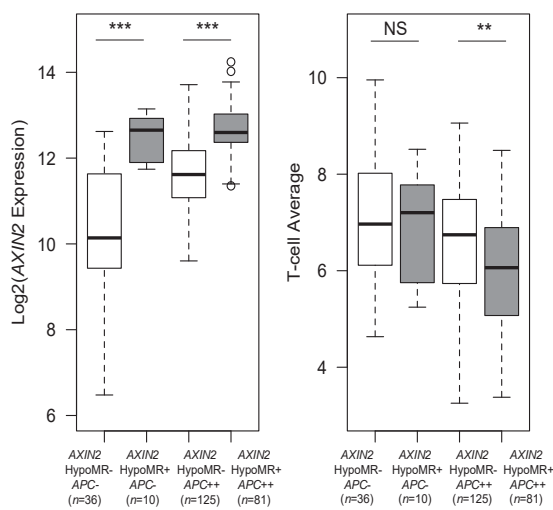 ***
***
14
12
10
8
6
Log2(AXIN2 Expression)
AXIN2 HypoMR- APC- (n=36)
AXIN2 HypoMR+ APC- (n=10)
AXIN2 HypoMR- APC++ (n=125)
AXIN2 HypoMR+ APC++ (n=81)
NS
**
10
8
6
4
T-cell Average
AXIN2 HypoMR- APC- (n=36)
AXIN2 HypoMR+ APC- (n=10)
AXIN2 HypoMR- APC++ (n=125)
AXIN2 HypoMR+ APC++ (n=81)